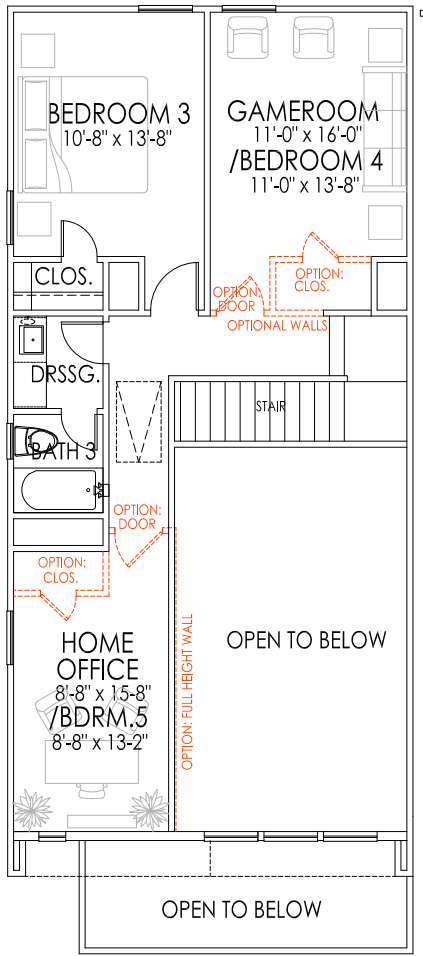 BEDROOM 3
10'-8" x 13'-8"
GAMEROOM
11'-0" x 16'-0"
/BEDROOM 4
11'-0" x 13'-8"
CLOS.
OPTION:
CLOS.
OPTION:
DOOR
OPTIONAL WALLS
DRSSG.
STAIR
BATH 3
OPTION:
DOOR
OPTION:
CLOS.
HOME
OFFICE
8'-8" x 15'-8"
/BDRM.5
8'-8" x 13'-2"
OPTION: FULL HEIGHT WALL
OPEN TO BELOW
OPEN TO BELOW